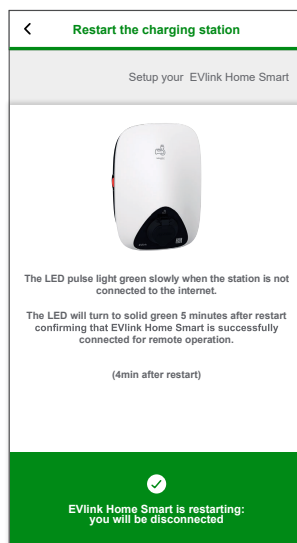 Restart the charging station
Setup your EVlink Home Smart
The LED pulse light green slowly when the station is not
connected to the internet.
The LED will turn to solid green 5 minutes after restart
confirming that EVlink Home Smart is successfully
connected for remote operation.
(4min after restart)
EVlink Home Smart is restarting:
you will be disconnected